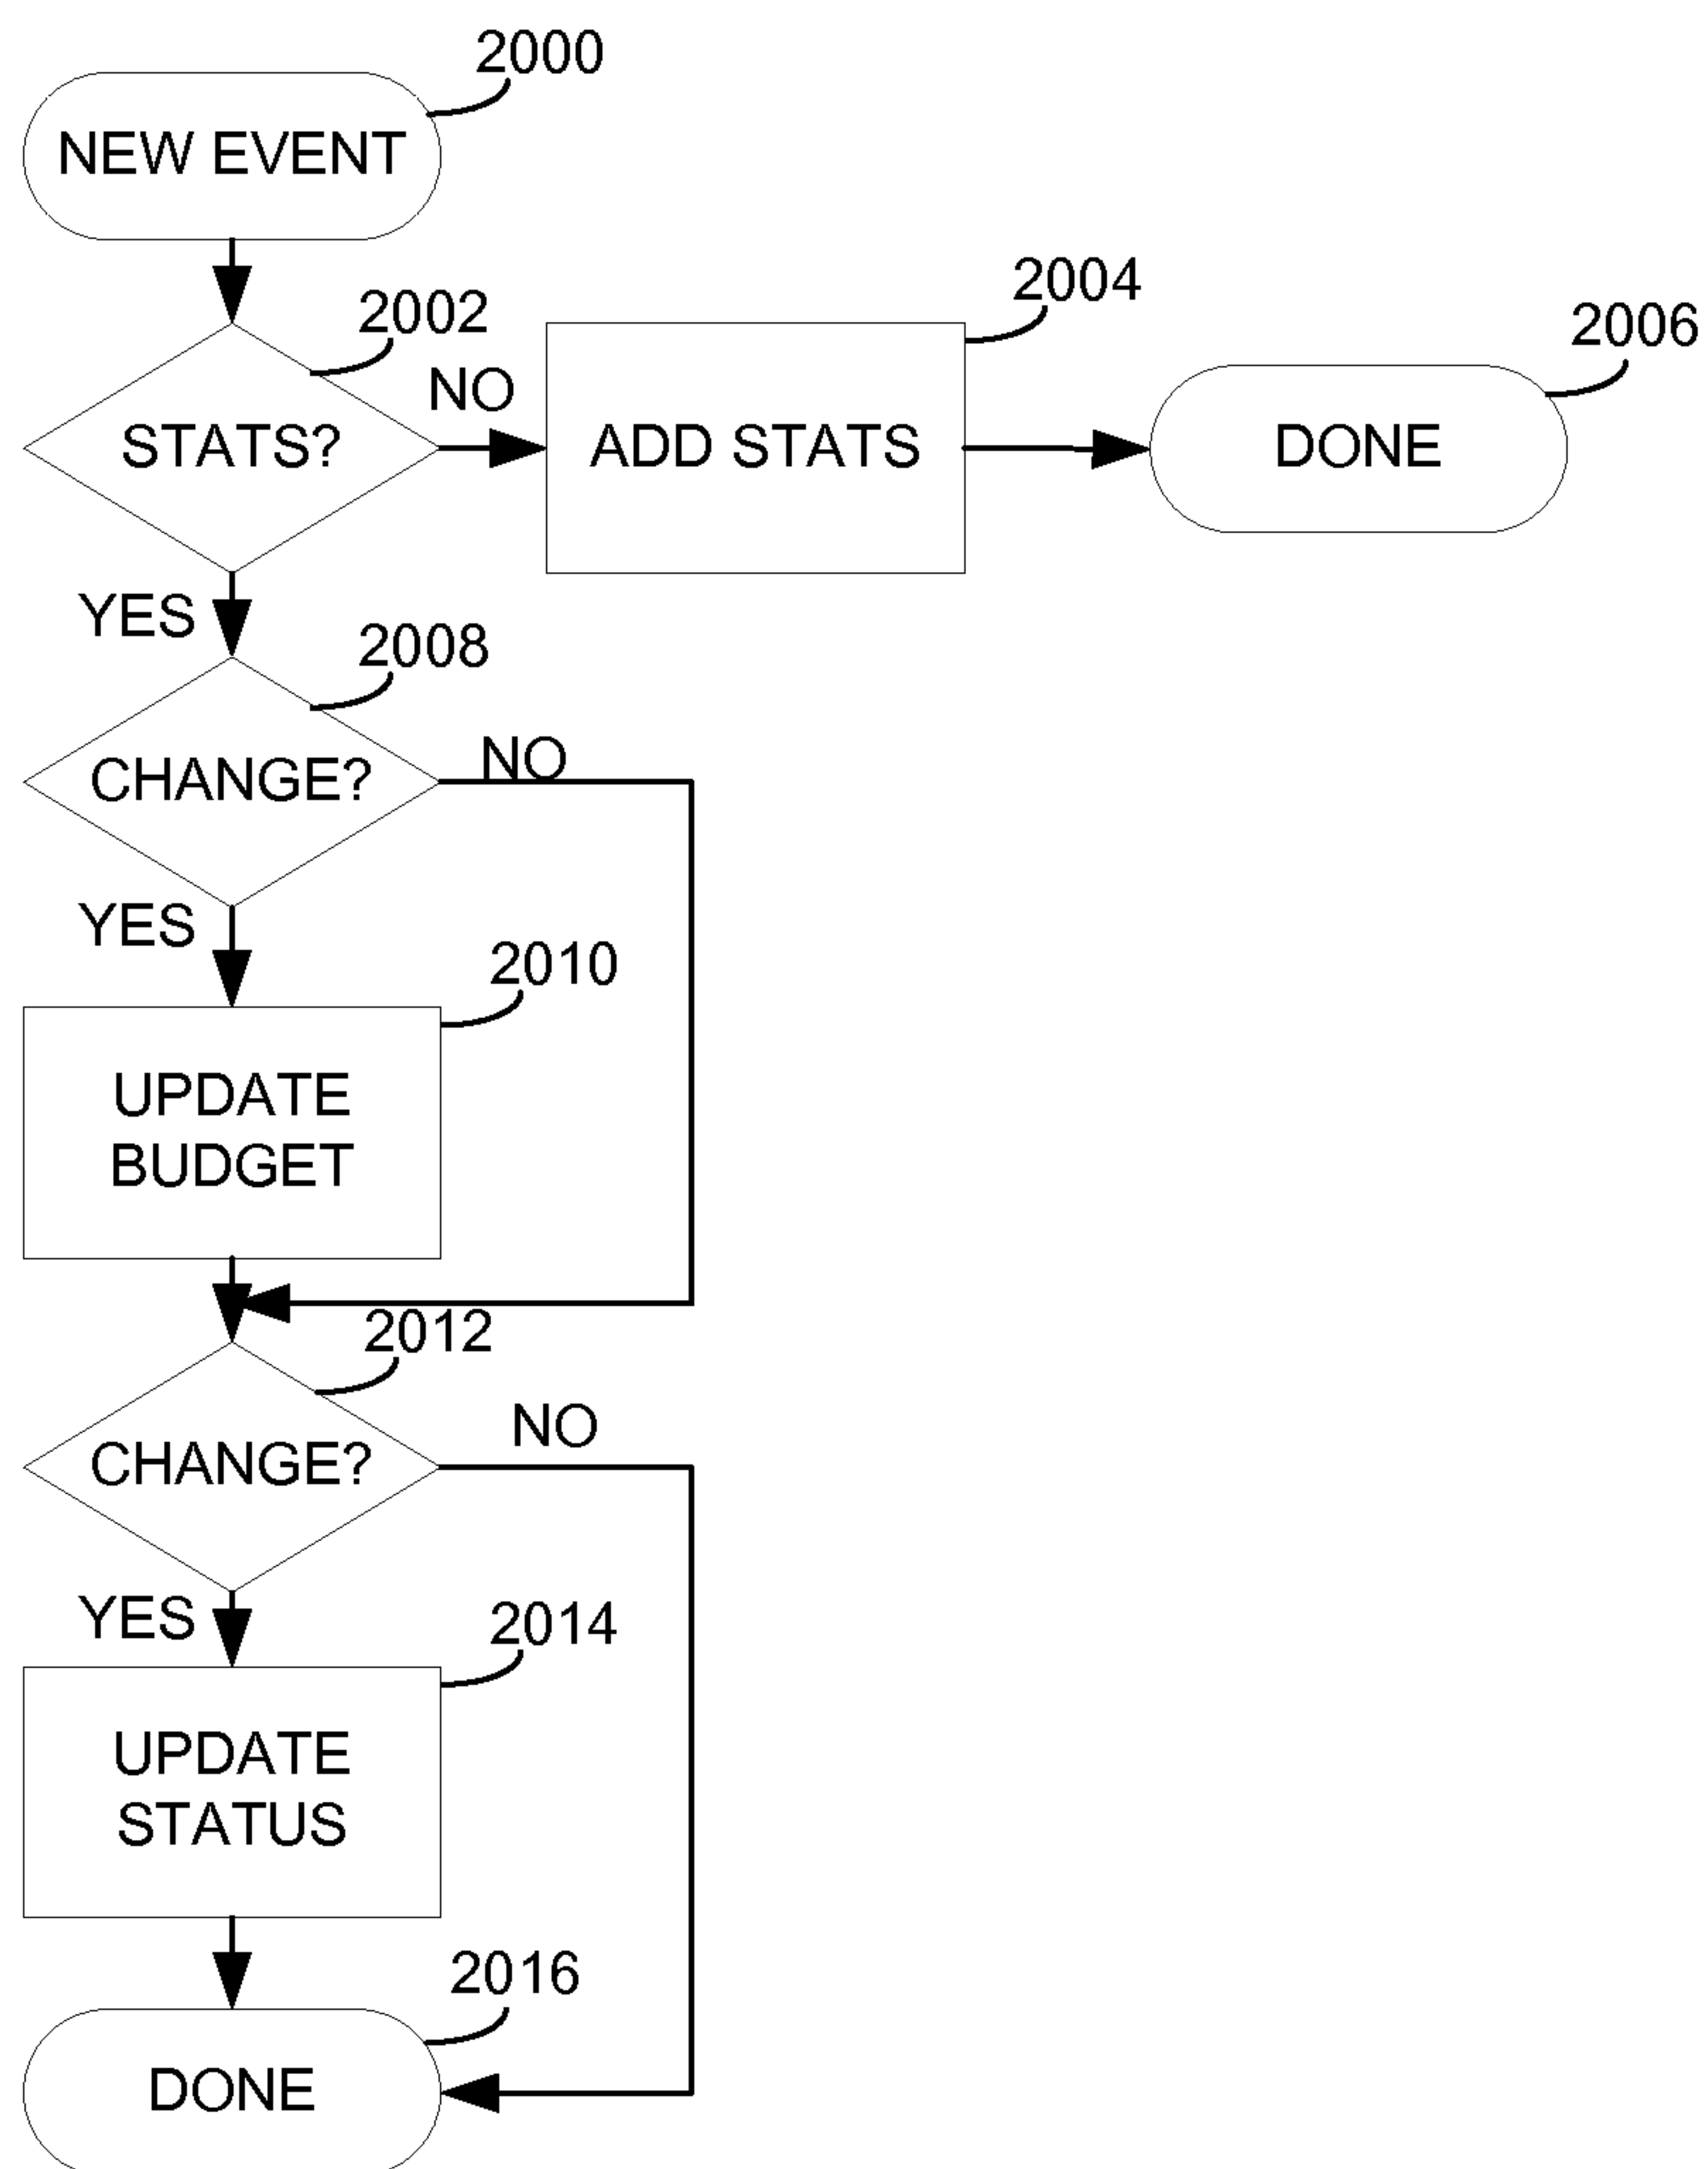 2000
NEW EVENT
2002
2004
2006
NO
STATS?
ADD STATS
DONE
YES
2008
NO
CHANGE?
YES
2010
UPDATE
BUDGET
2012
NO
CHANGE?
YES
2014
UPDATE
STATUS
2016
DONE